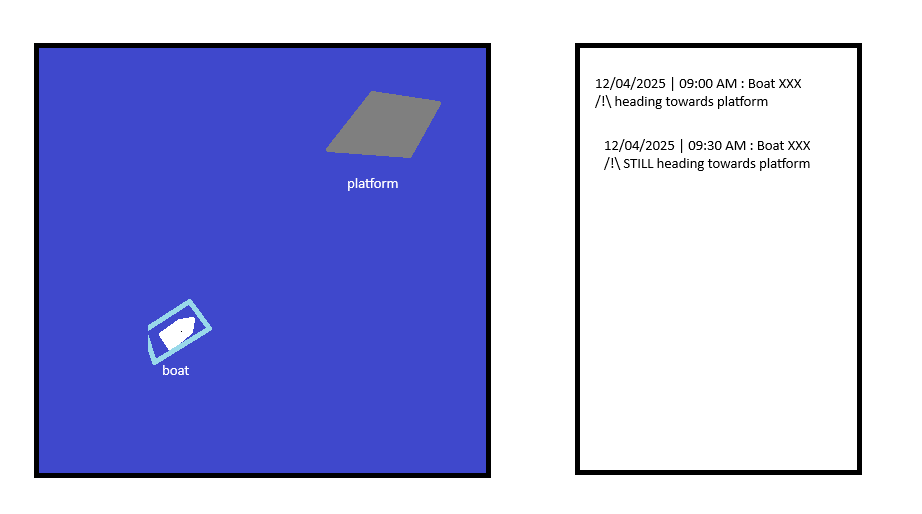 platform
boat
12/04/2025 | 09:00 AM : Boat XXX
/!\ heading towards platform
12/04/2025 | 09:30 AM : Boat XXX
/!\ STILL heading towards platform